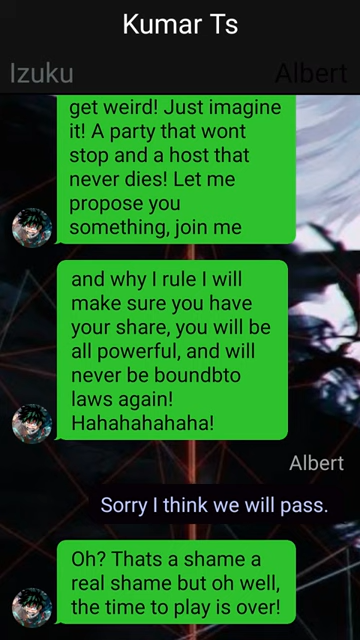 Kumar Ts
Izuku
Albert
get weird! Just imagine
it! A party that wont
stop and a host that
never dies! Let me
propose you
something, join me
and why I rule I will
make sure you have
your share, you will be
all powerful, and will
never be boundbto
laws again!
Hahahahahaha!
Albert
Sorry I think we will pass.
Oh? Thats a shame a
real shame but oh well,
the time to play is over!